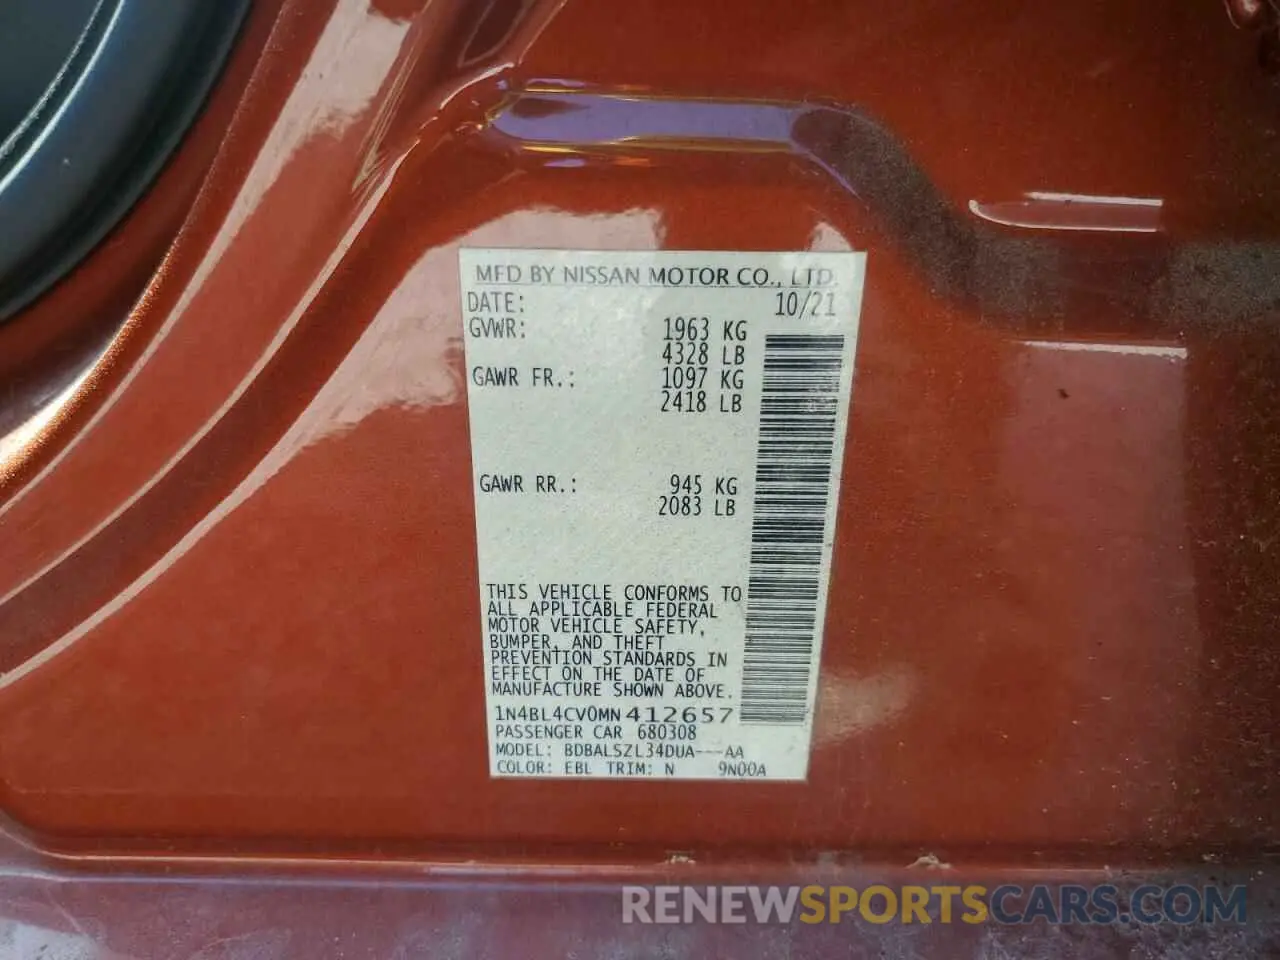 MFD BY NISSAN MOTOR CO., LTD.
DATE: 10/21
GVWR: 1963 KG
4328 LB
GAWR FR.: 1097 KG
2418 LB
GAWR RR.: 945 KG
2083 LB
THIS VEHICLE CONFORMS TO
ALL APPLICABLE FEDERAL
MOTOR VEHICLE SAFETY,
BUMPER, AND THEFT
PREVENTION STANDARDS IN
EFFECT ON THE DATE OF
MANUFACTURE SHOWN ABOVE.
1N4BL4CV0MN412657
PASSENGER CAR 680308
MODEL: BDBALSZL34DUA---AA
COLOR: EBL TRIM: N 9N00A
RENEWSPORTSCARS.COM